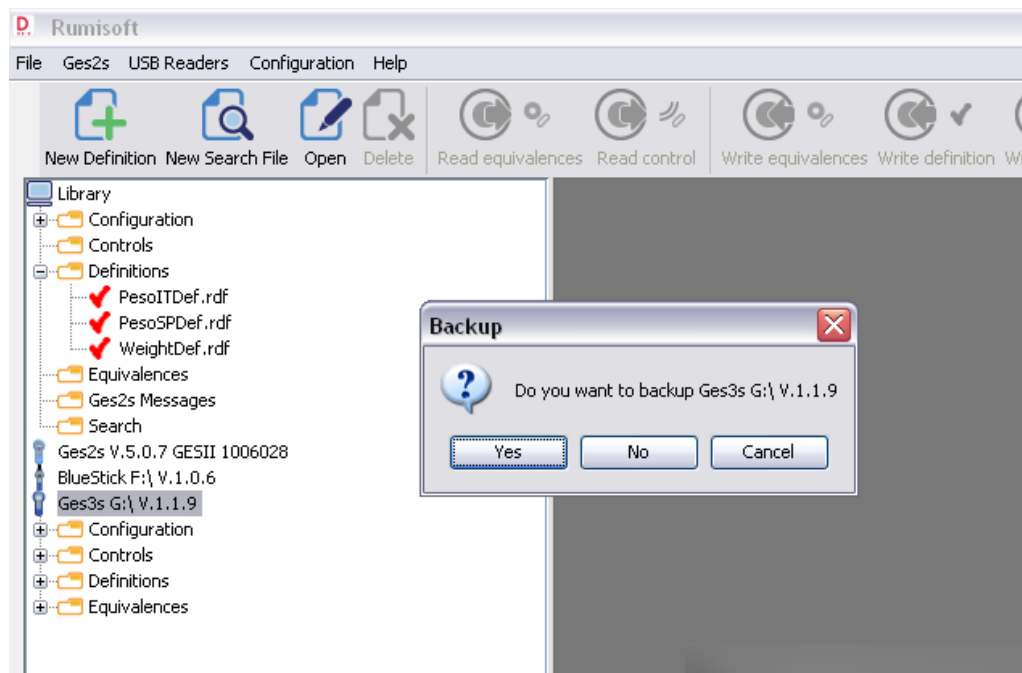 Rumisoft
File Ges2s USB Readers Configuration Help
New Definition New Search File Open Delete Read equivalences Read control Write equivalences Write definition
Library
Configuration
Controls
Definitions
PesoITDef.rdf
PesoSPDef.rdf
WeightDef.rdf
Equivalences
Ges2s Messages
Search
Ges2s V.5.0.7 GESII 1006028
BlueStick F:\ V.1.0.6
Ges3s G:\ V.1.1.9
Configuration
Controls
Definitions
Equivalences
Backup
Do you want to backup Ges3s G:\ V.1.1.9
Yes No Cancel